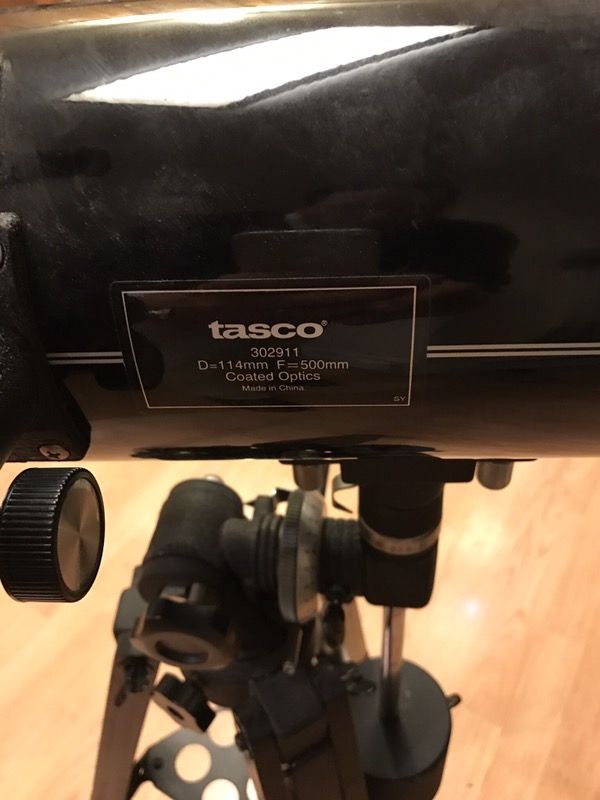 tasco®
302911
D=114mm F=500mm
Coated Optics
Made in China
SY